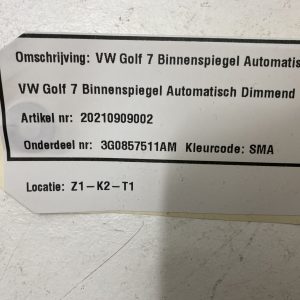 Omschrijving: VW Golf 7 Binnenspiegel
VW Golf 7 Binnenspiegel Automatisch Dimmend
Artikel nr: 20210909002
Onderdeel nr: 3G0857511AM Kleurcode: SMA
Locatie: Z1-K2-T1